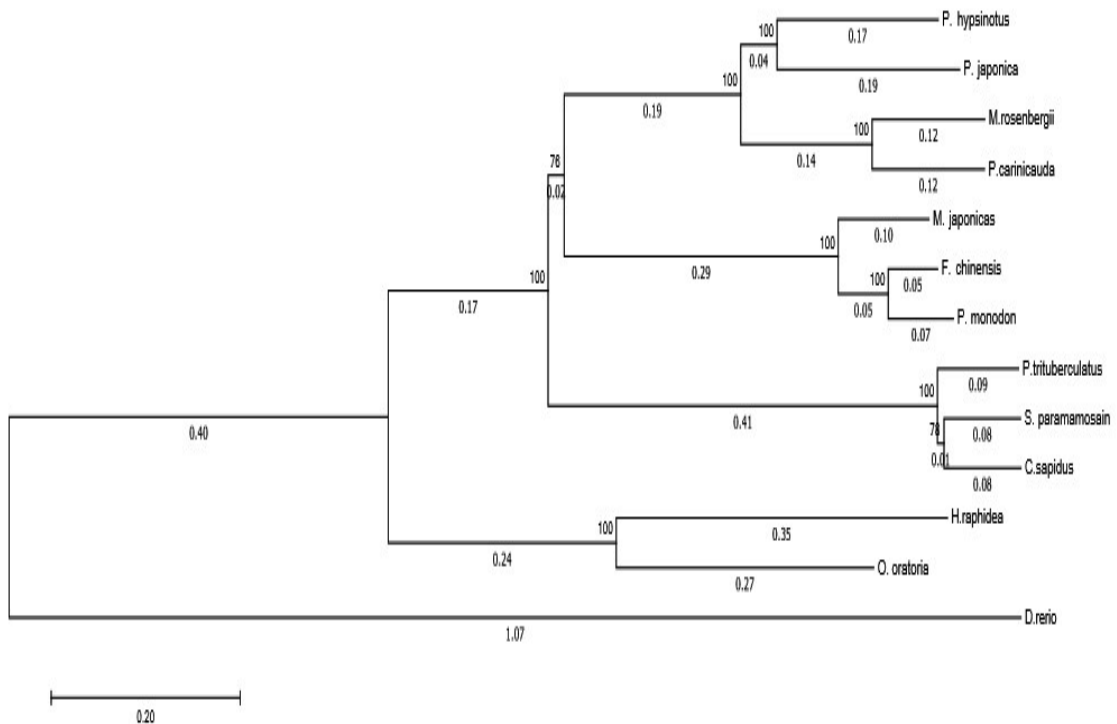 P. hypsinotus
100
0.17
0.04
P. japonica
100
0.19
0.19
M.rosenbergii
100
0.12
76
0.14
P.carinicauda
0.02
0.12
M. japonicas
100
0.10
F. chinensis
100
0.29
100
0.05
0.17
0.05
P. monodon
0.07
P.trituberculatus
100
0.09
0.41
S. paramamosain
0.40
78
0.08
0.01
C.sapidus
0.08
H.raphidea
100
0.35
0.24
O. oratoria
0.27
D.rerio
1.07
0.20